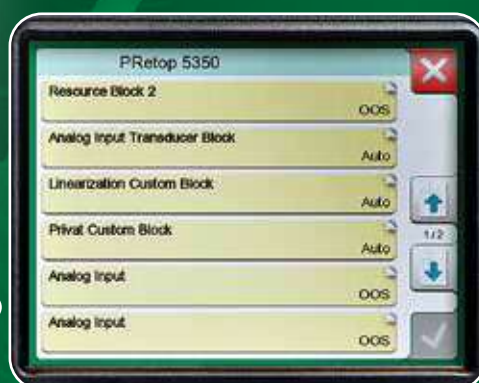 PRetop 5350
Resource Block 2
OOS
Analog Input Transducer Block
Auto
Linearization Custom Block
Auto
Privat Custom Block
Auto
1/2
Analog Input
OOS
Analog Input
OOS